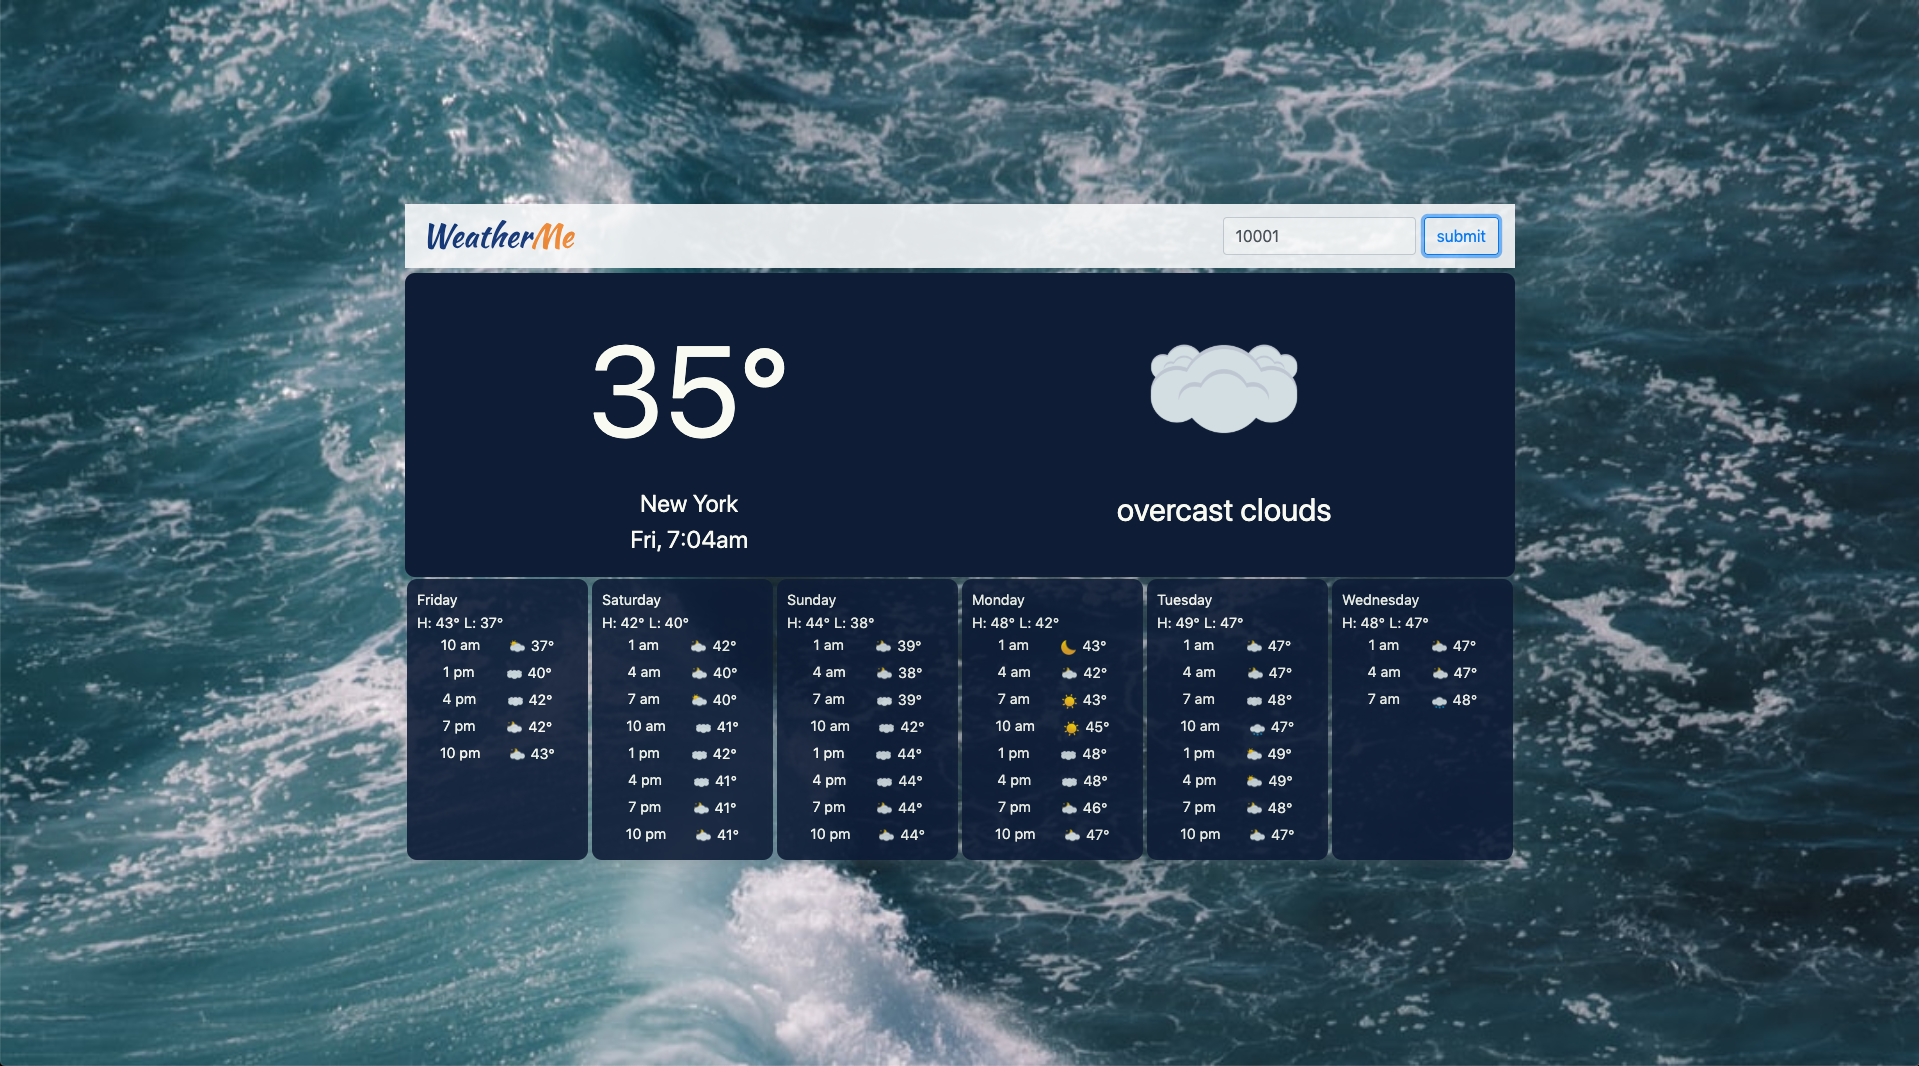 WeatherMe
10001
submit
35°
New York
Fri, 7:04am
overcast clouds
Friday
H: 43° L: 37°
10 am 37°
1 pm 40°
4 pm 42°
7 pm 42°
10 pm 43°
Saturday
H: 42° L: 40°
1 am 42°
4 am 40°
7 am 40°
10 am 41°
1 pm 42°
4 pm 41°
7 pm 41°
10 pm 41°
Sunday
H: 44° L: 38°
1 am 39°
4 am 38°
7 am 39°
10 am 42°
1 pm 44°
4 pm 44°
7 pm 44°
10 pm 44°
Monday
H: 48° L: 42°
1 am 43°
4 am 42°
7 am 43°
10 am 45°
1 pm 48°
4 pm 48°
7 pm 46°
10 pm 47°
Tuesday
H: 49° L: 47°
1 am 47°
4 am 47°
7 am 48°
10 am 47°
1 pm 49°
4 pm 49°
7 pm 48°
10 pm 47°
Wednesday
H: 48° L: 47°
1 am 47°
4 am 47°
7 am 48°